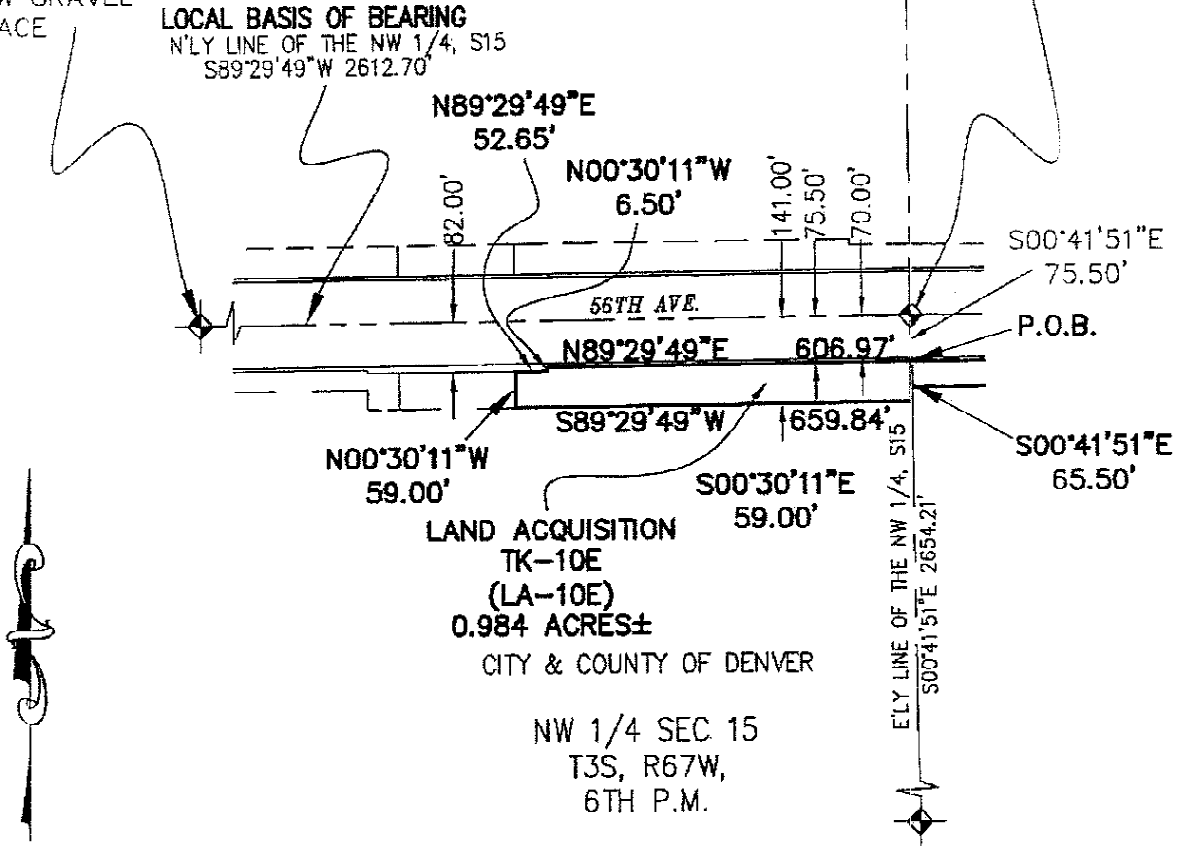 GRAVEL
LOCAL BASIS OF BEARING
N'LY LINE OF THE NW 1/4, S15
S89°29'49"W 2612.70'
N89°29'49"E
52.65'
N00°30'11"W
6.50'
82.00'
141.00'
75.50'
70.00'
S00°41'51"E
75.50'
56TH AVE.
P.O.B.
N89°29'49"E 606.97'
S89°29'49"W 659.84'
N00°30'11"W
59.00'
S00°30'11"E
59.00'
S00°41'51"E
65.50'
LAND ACQUISITION
TK-10E
(LA-10E)
0.984 ACRES±
CITY & COUNTY OF DENVER
E'LY LINE OF THE NW 1/4, S15
S00°41'51"E 2654.21'
NW 1/4 SEC 15
T3S, R67W,
6TH P.M.